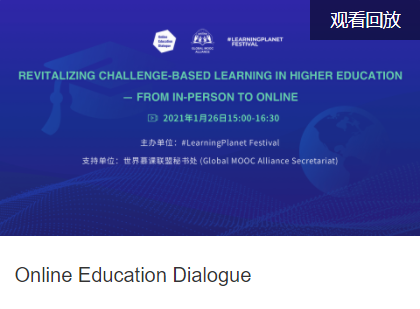 观看回放
Online
Education
Dialogue
GLOBAL MOOC
ALLIANCE
#LEARNINGPLANET
FESTIVAL
REVITALIZING CHALLENGE-BASED LEARNING IN HIGHER EDUCATION
— FROM IN-PERSON TO ONLINE
2021年1月26日15:00-16:30
主办单位：#LearningPlanet Festival
支持单位：世界慕课联盟秘书处 (Global MOOC Alliance Secretariat)
Online Education Dialogue